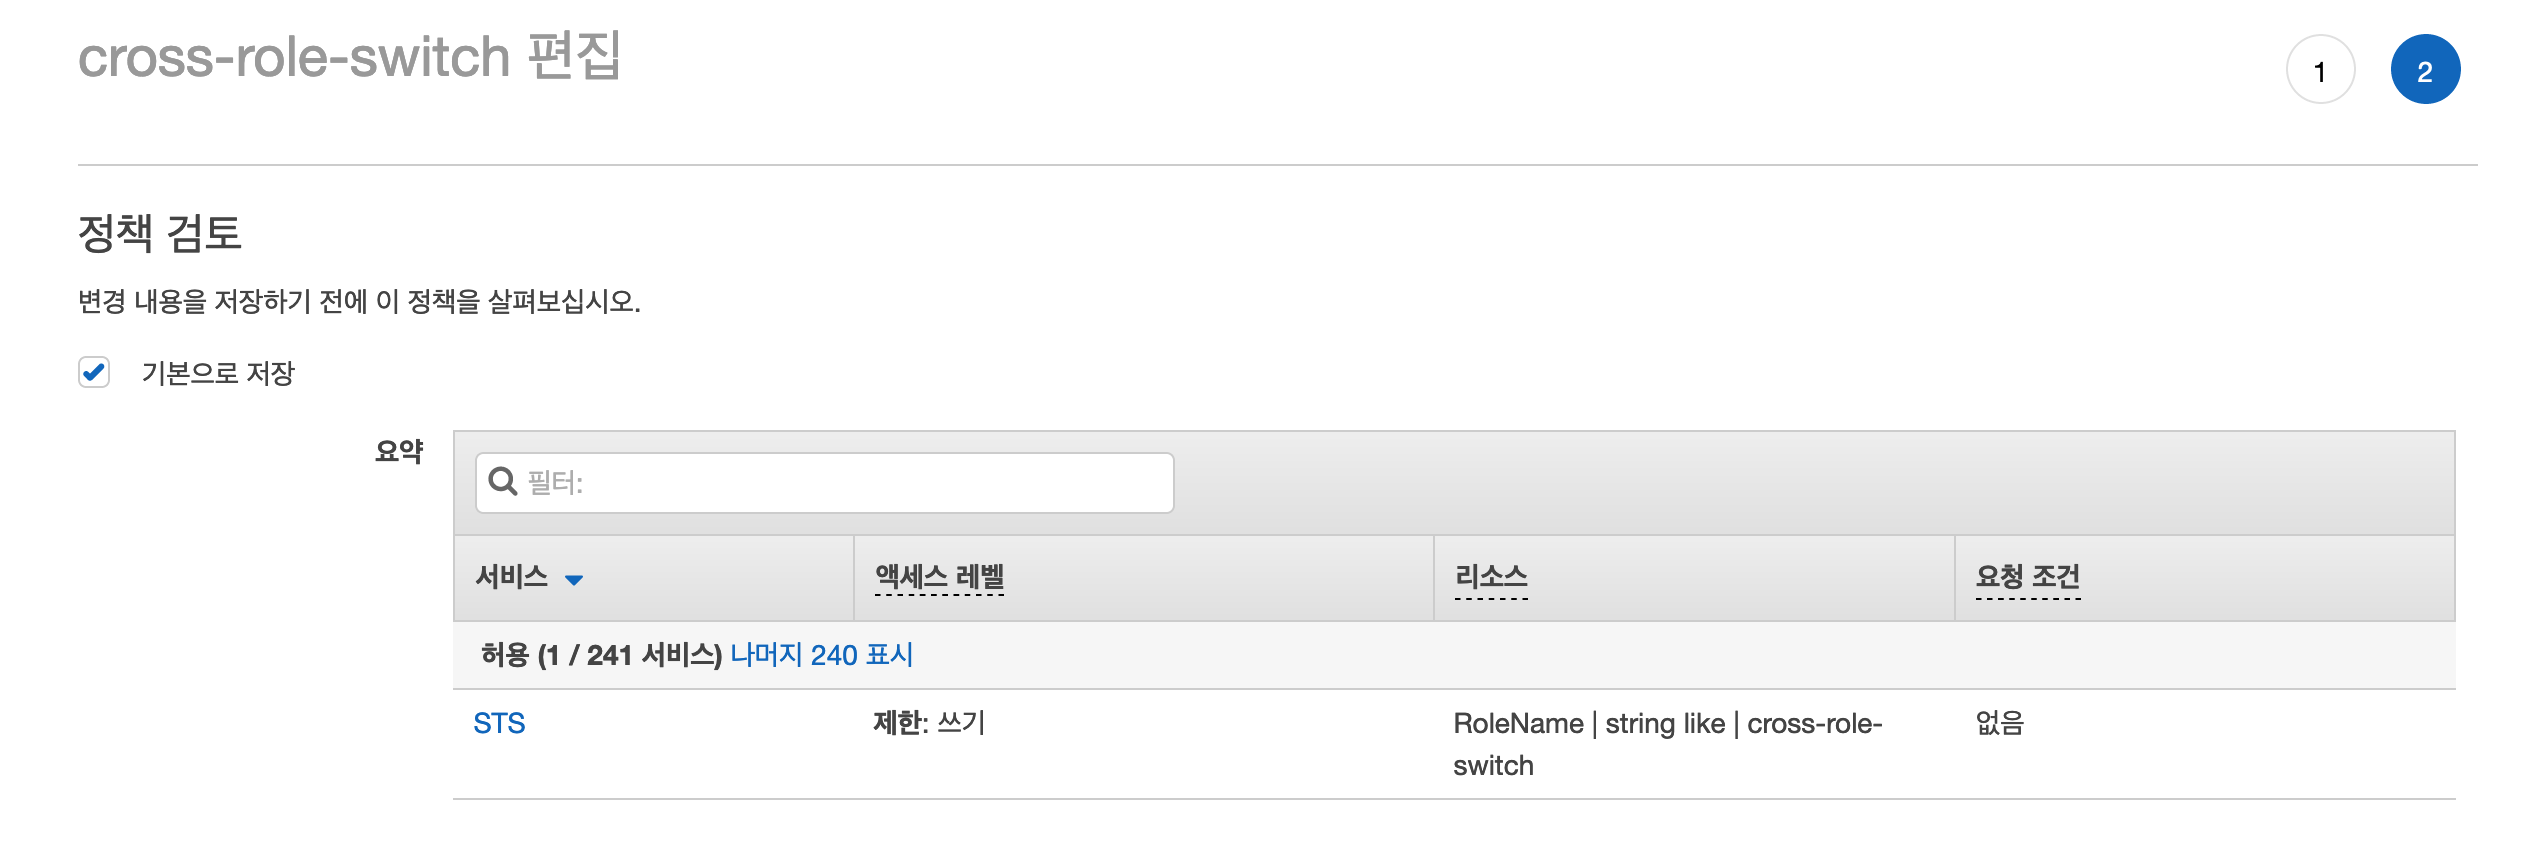 cross-role-switch 편집
1
2
정책 검토
변경 내용을 저장하기 전에 이 정책을 살펴보십시오.
기본으로 저장
요약
필터:
서비스 액세스 레벨 리소스 요청 조건
허용 (1 / 241 서비스) 나머지 240 표시
STS 제한: 쓰기 RoleName | string like | cross-role- 없음
switch